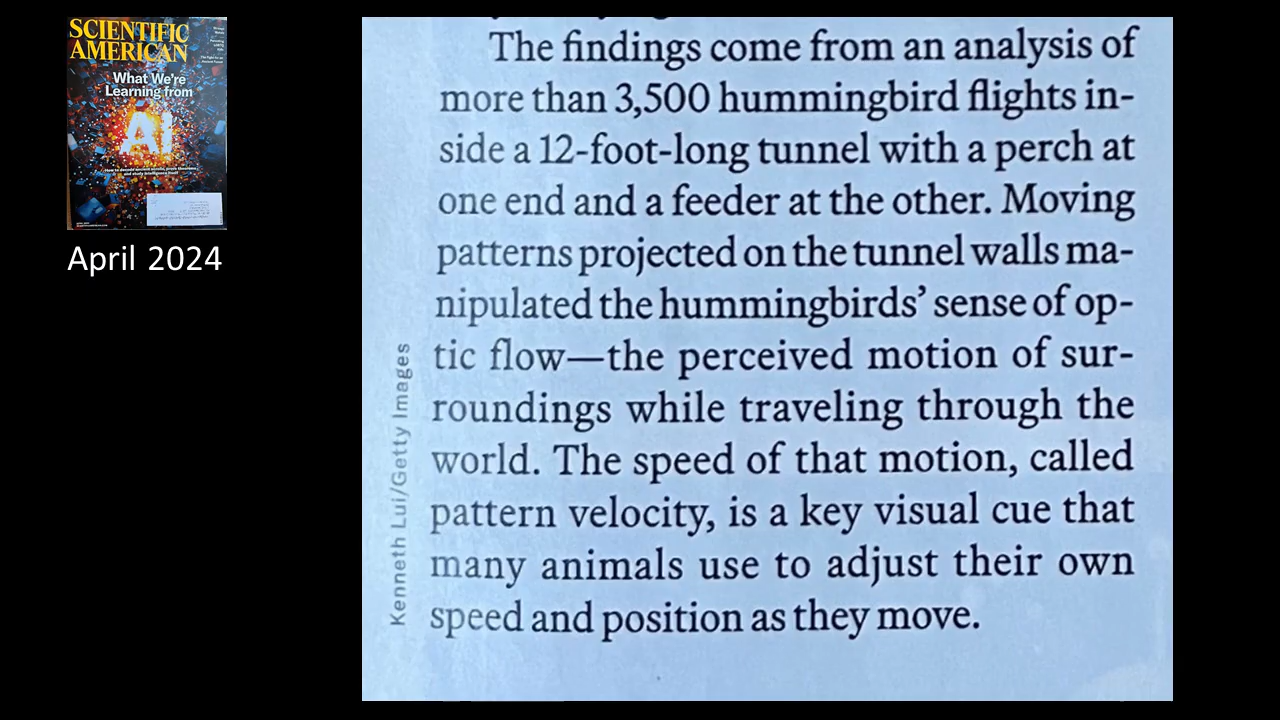 SCIENTIFIC
AMERICAN
What We're
Learning from
AI
April 2024
The findings come from an analysis of
more than 3,500 hummingbird flights in-
side a 12-foot-long tunnel with a perch at
one end and a feeder at the other. Moving
patterns projected on the tunnel walls ma-
nipulated the hummingbirds’ sense of op-
tic flow—the perceived motion of sur-
roundings while traveling through the
world. The speed of that motion, called
pattern velocity, is a key visual cue that
many animals use to adjust their own
speed and position as they move.
Kenneth Lui/Getty Images